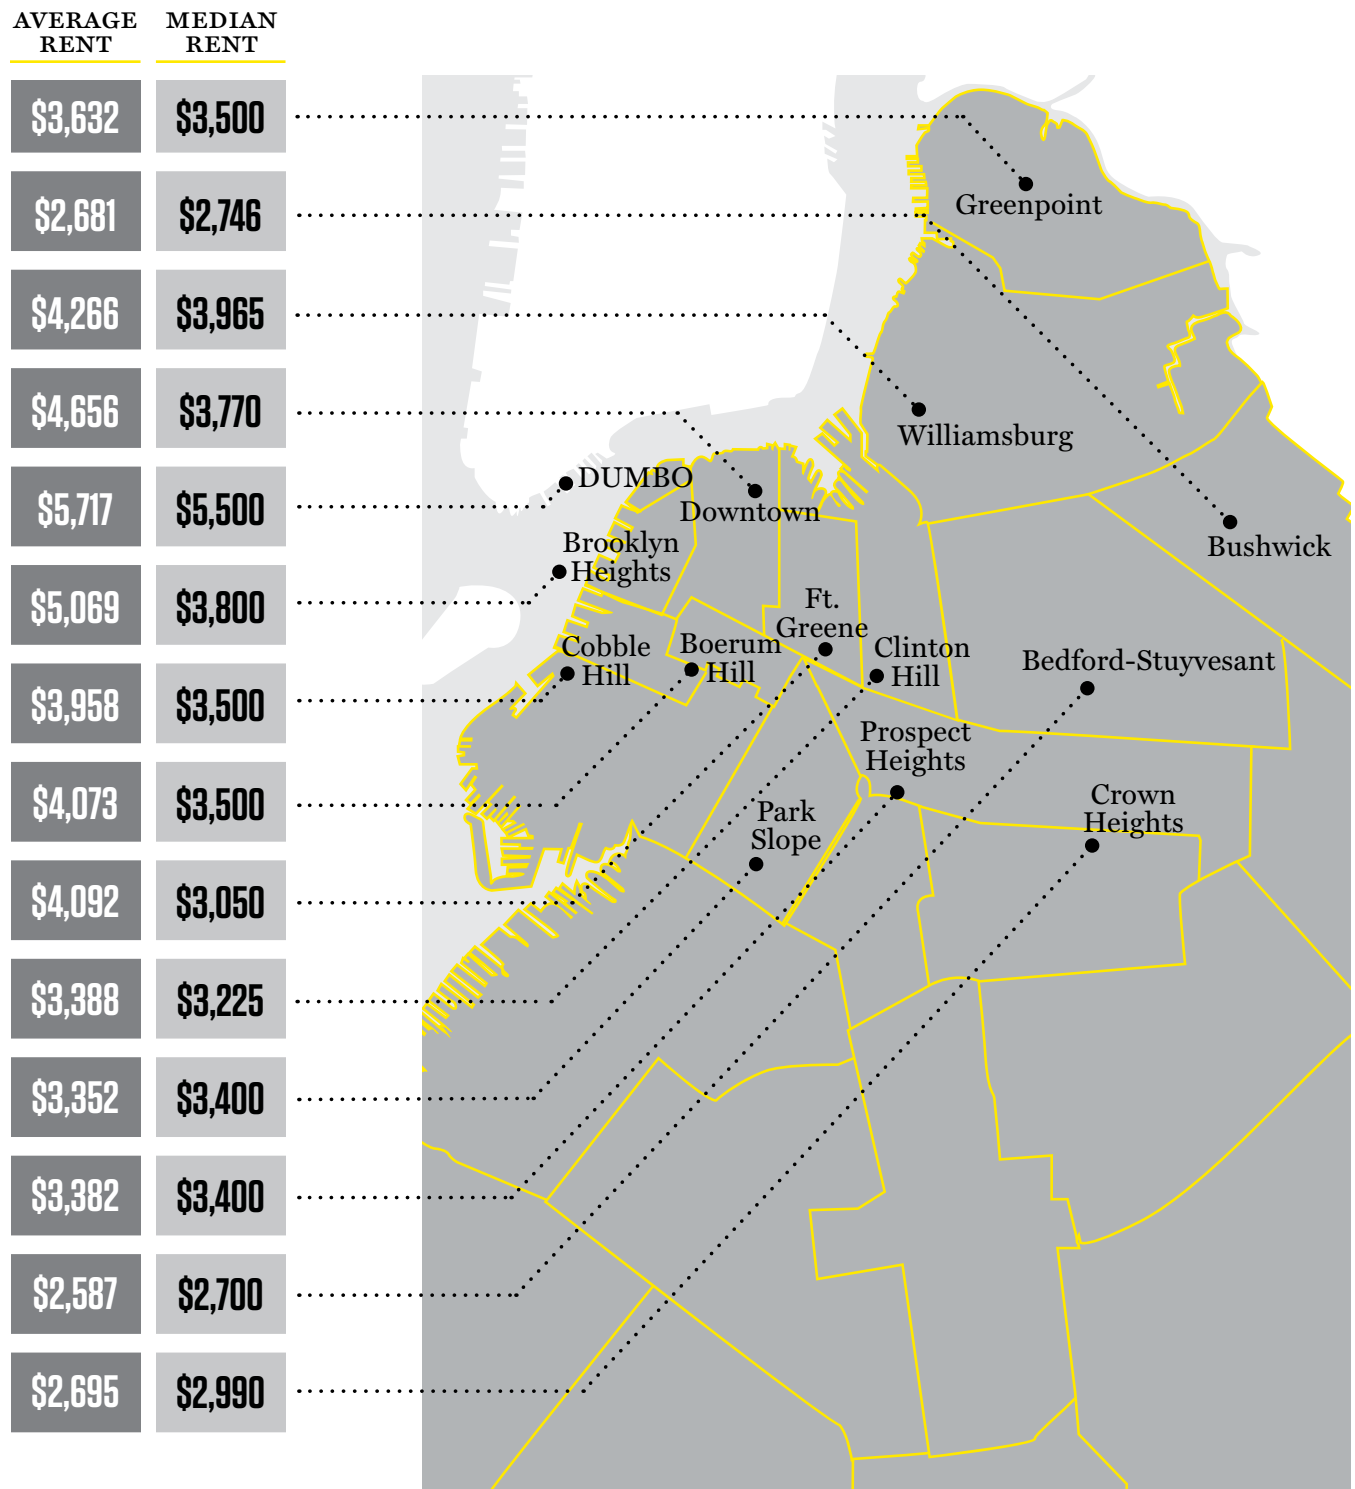 AVERAGE
RENT
MEDIAN
RENT
$3,632
$3,500
$2,681
$2,746
$4,266
$3,965
$4,656
$3,770
$5,717
$5,500
$5,069
$3,800
$3,958
$3,500
$4,073
$3,500
$4,092
$3,050
$3,388
$3,225
$3,352
$3,400
$3,382
$3,400
$2,587
$2,700
$2,695
$2,990
Greenpoint
Williamsburg
DUMBO
Downtown
Bushwick
Brooklyn
Heights
Ft.
Greene
Cobble
Hill
Boerum
Hill
Clinton
Hill
Bedford-Stuyvesant
Prospect
Heights
Park
Slope
Crown
Heights